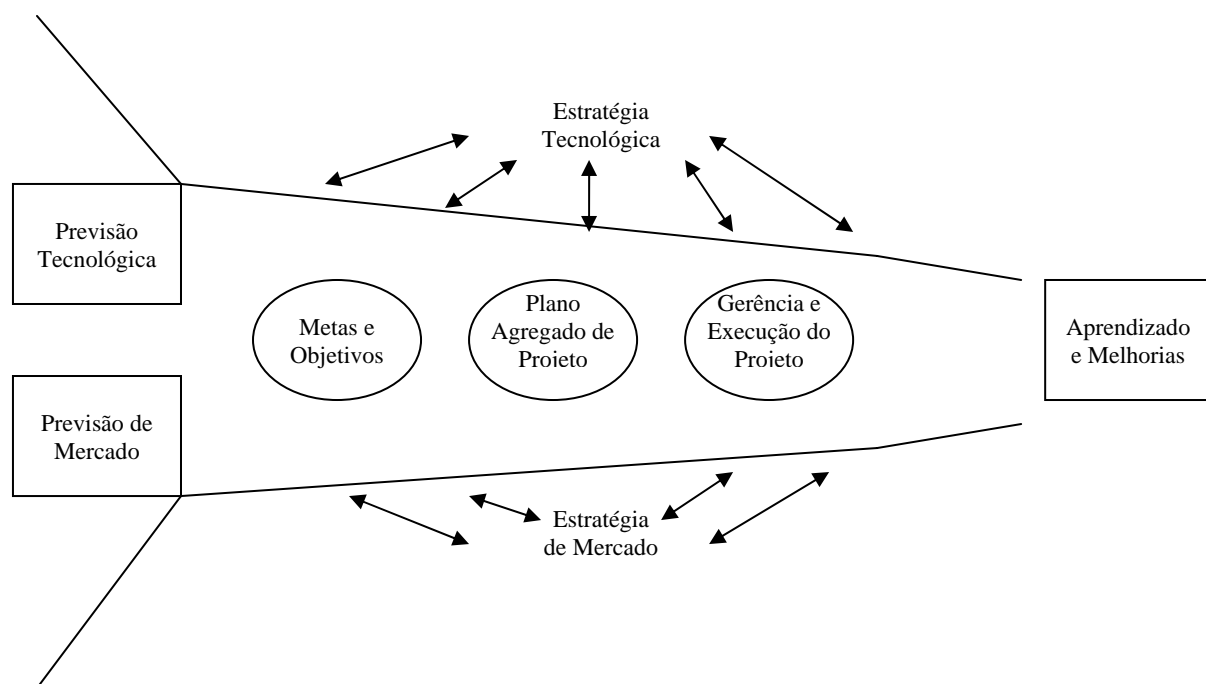 Estratégia
Tecnológica
Previsão
Tecnológica
Metas e
Objetivos
Plano
Agregado de
Projeto
Gerência e
Execução do
Projeto
Aprendizado
e Melhorias
Previsão de
Mercado
Estratégia
de Mercado